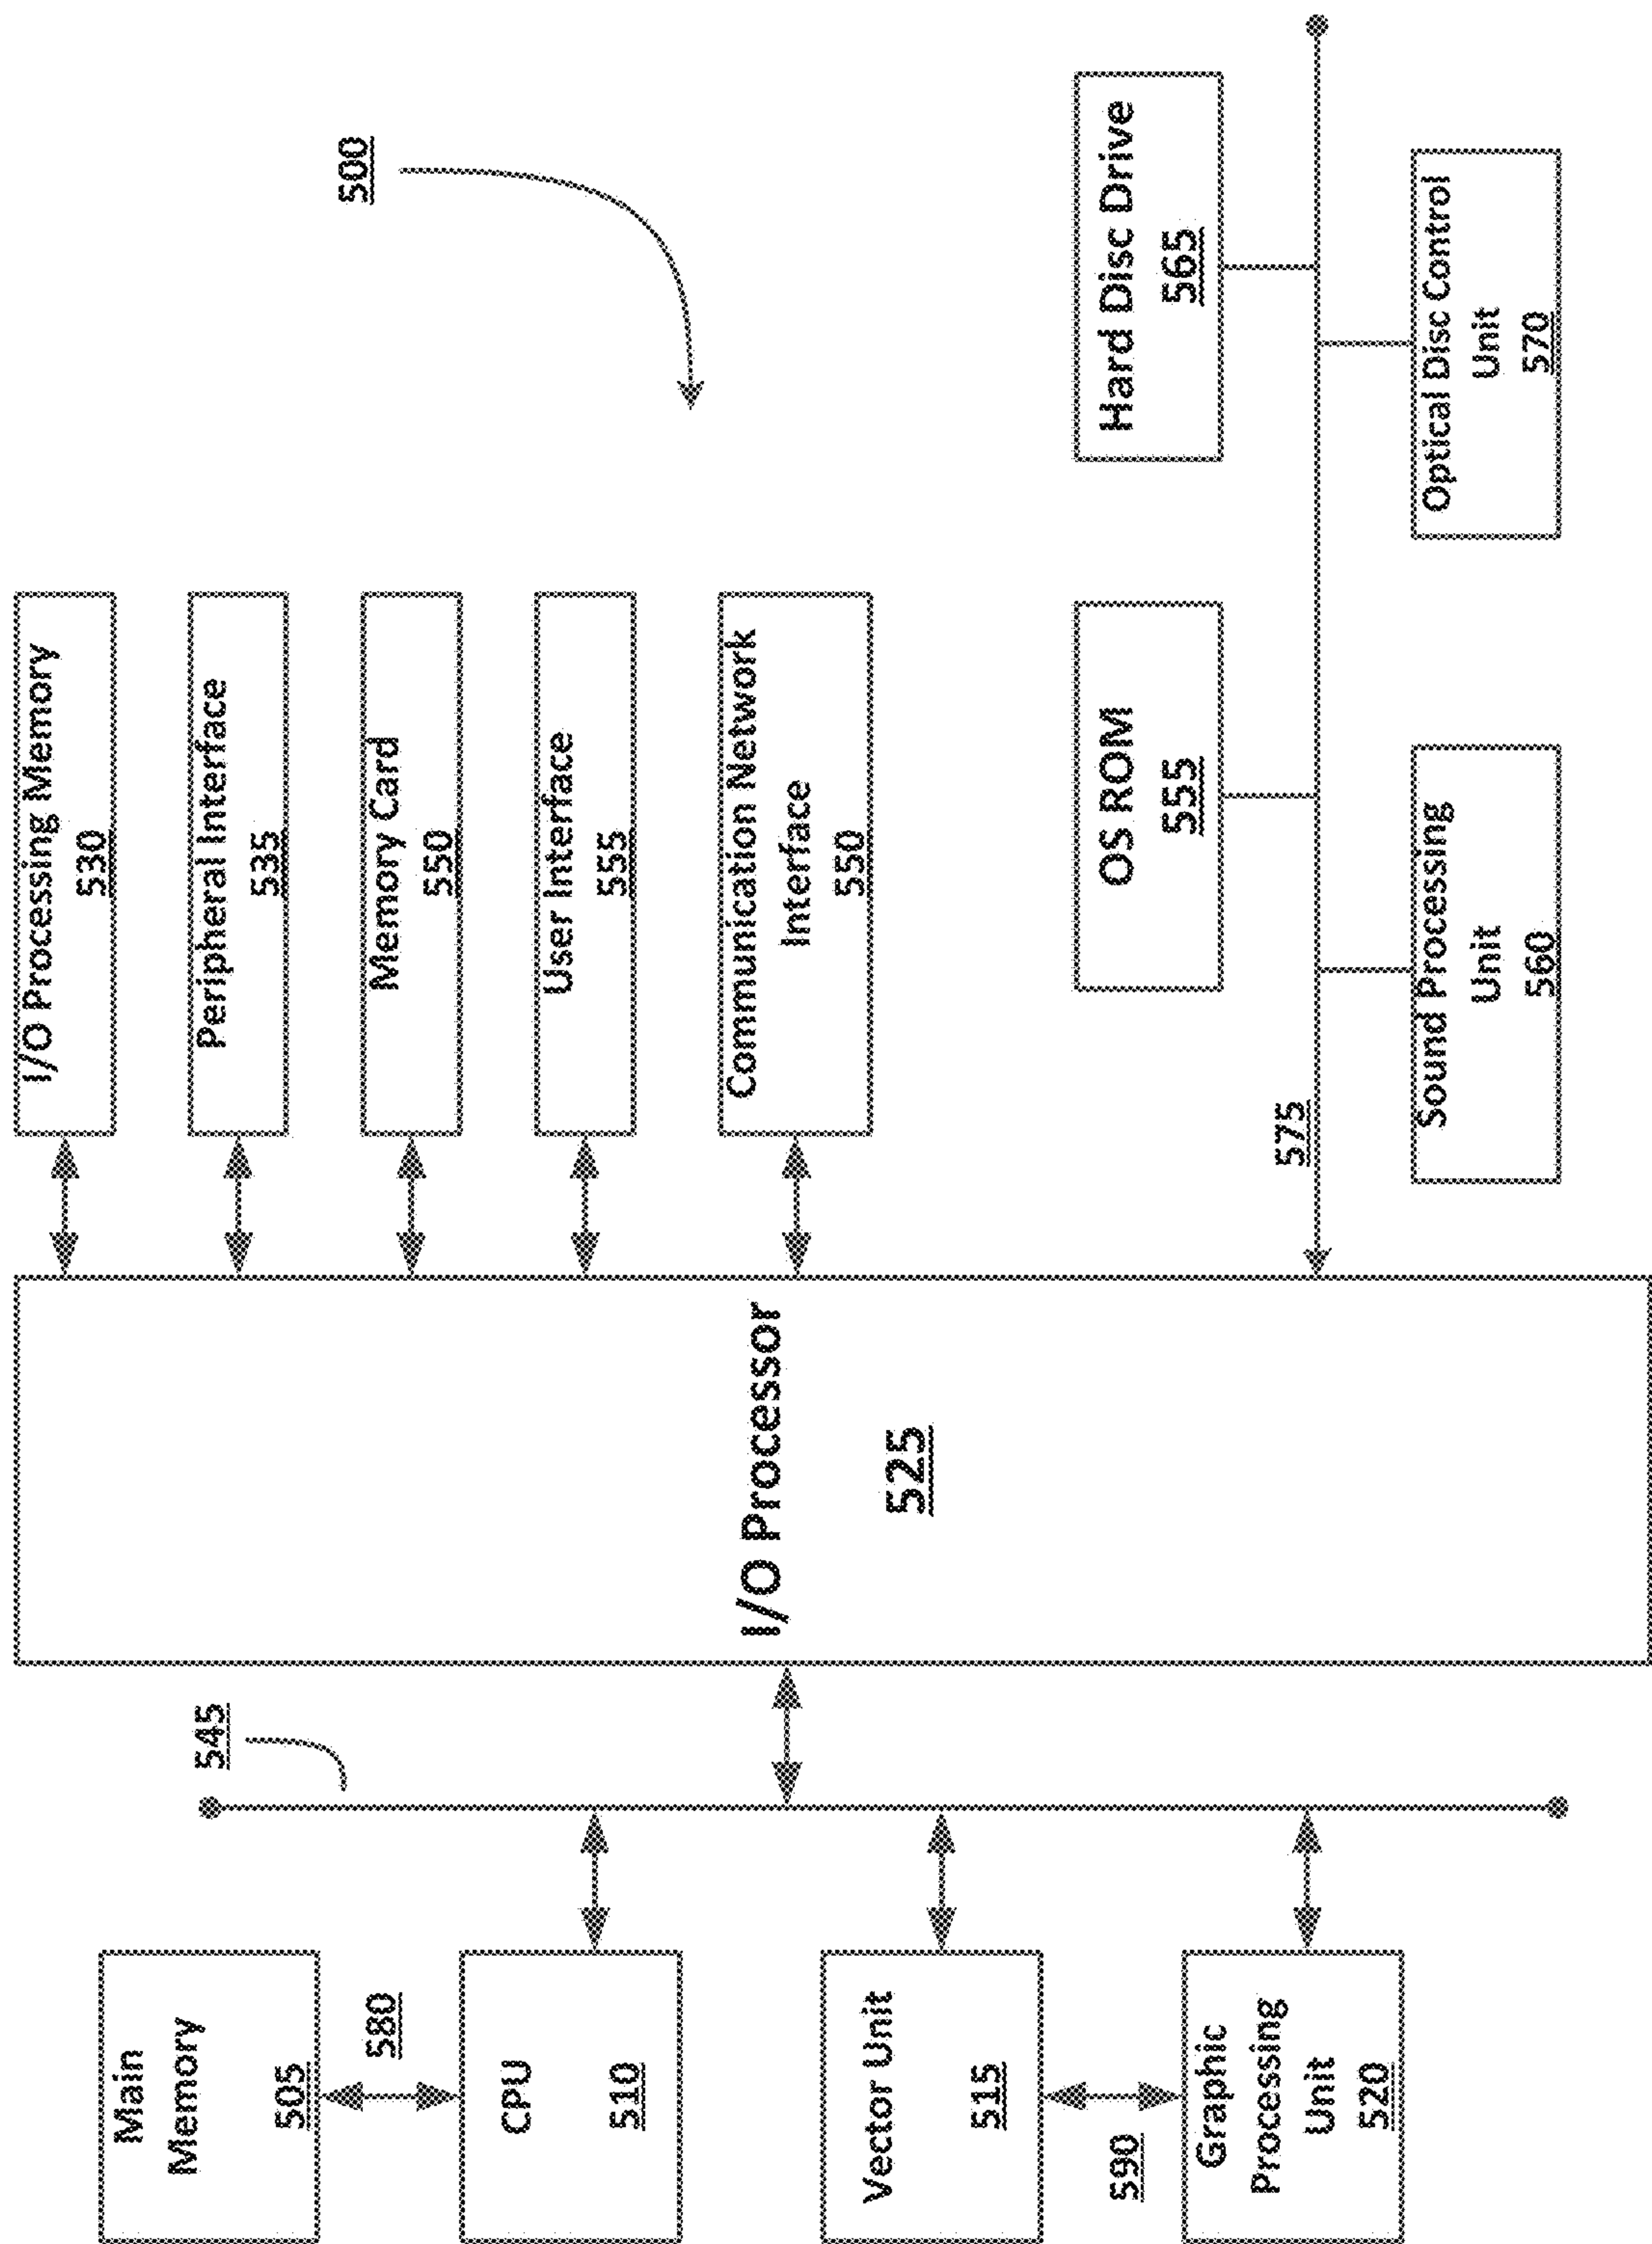 500
Main
Memory
505
580
CPU
510
Vector Unit
515
590
Graphic
Processing
Unit
520
545
I/O Processor
525
I/O Processing Memory
530
Peripheral Interface
535
Memory Card
550
User Interface
555
Communication Network
Interface
550
OS ROM
555
Hard Disc Drive
565
575
Sound Processing
Unit
560
Optical Disc Control
Unit
570